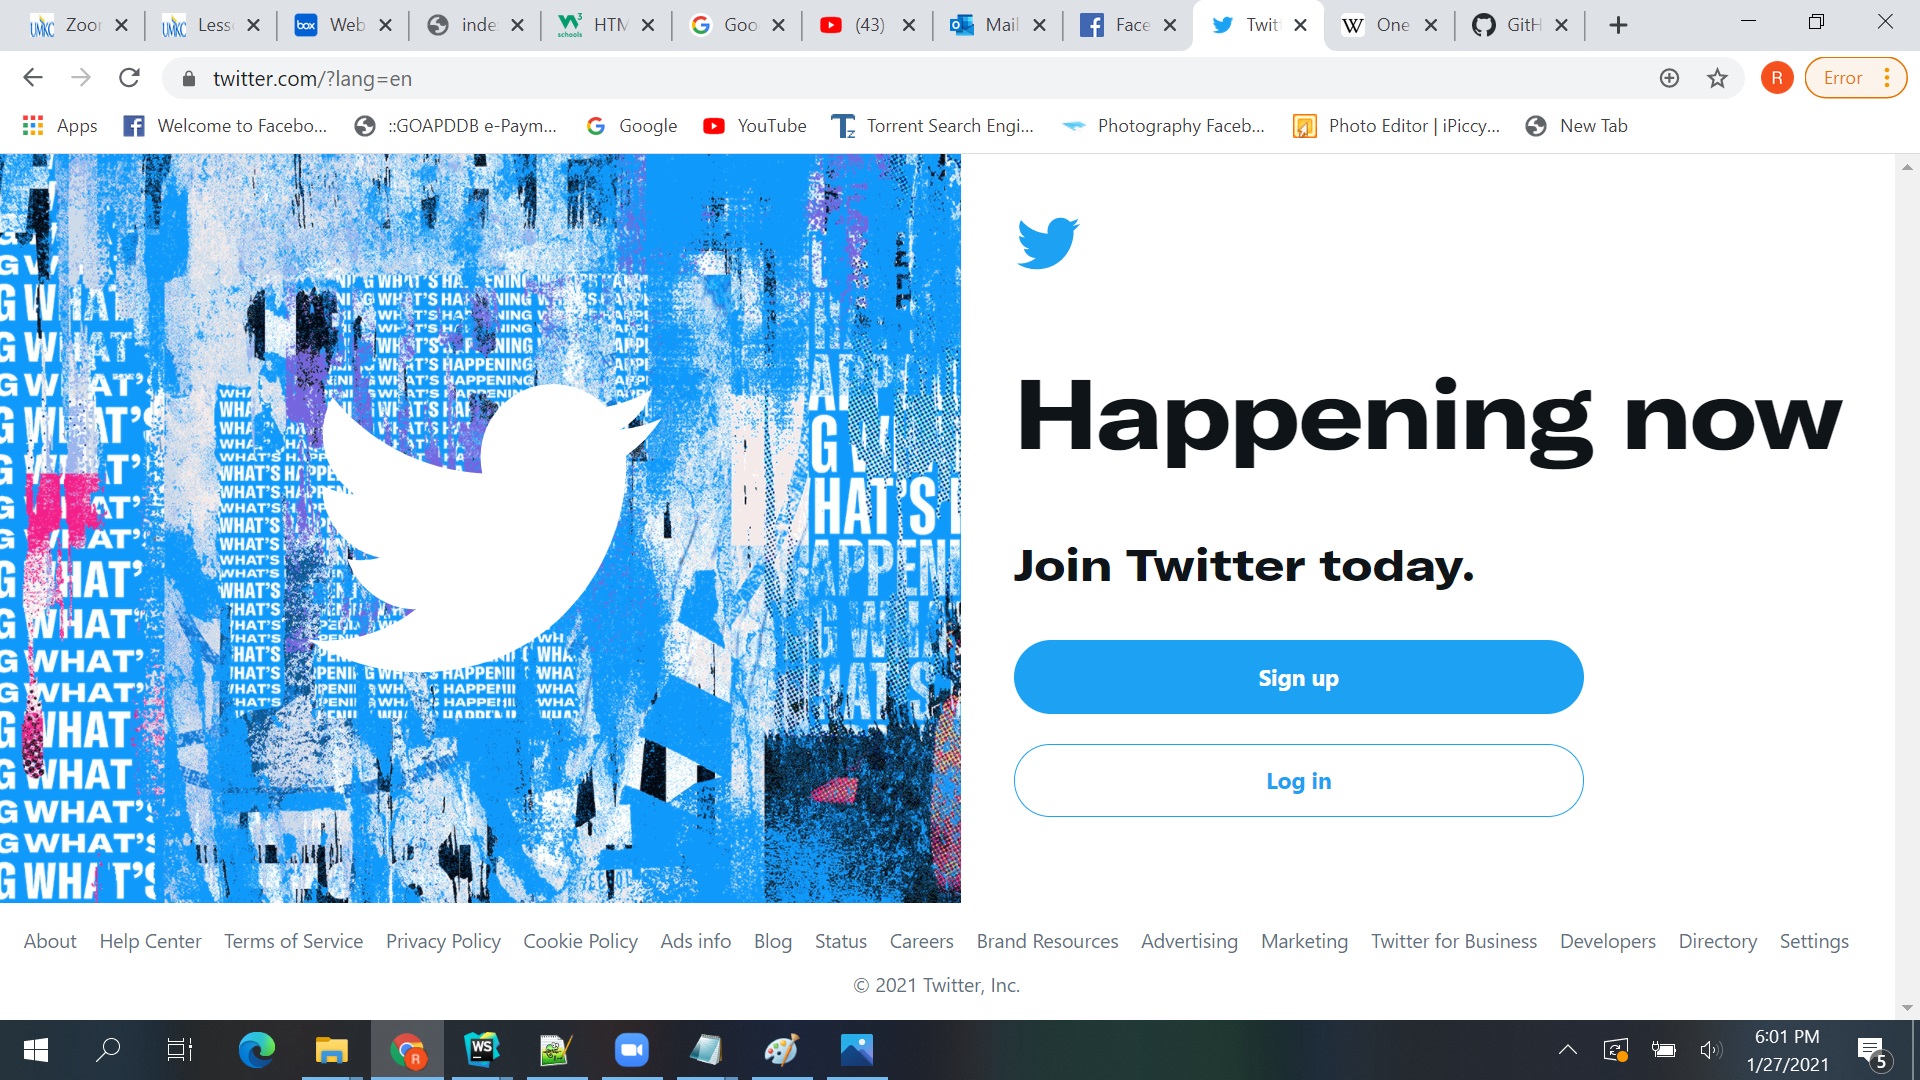 Zoor Lesso Web inde HTM Goo (43) Mail Face Twit One GitH
twitter.com/?lang=en R Error
Apps Welcome to Facebo... ::GOAPDDB e-Paym... Google YouTube Torrent Search Engi... Photography Faceb... Photo Editor | iPiccy... New Tab
Happening now
Join Twitter today.
Sign up
Log in
G WHAT'S
WHAT'S HAPPENING
About Help Center Terms of Service Privacy Policy Cookie Policy Ads info Blog Status Careers Brand Resources Advertising Marketing Twitter for Business Developers Directory Settings
© 2021 Twitter, Inc.
WS
6:01 PM
1/27/2021
5